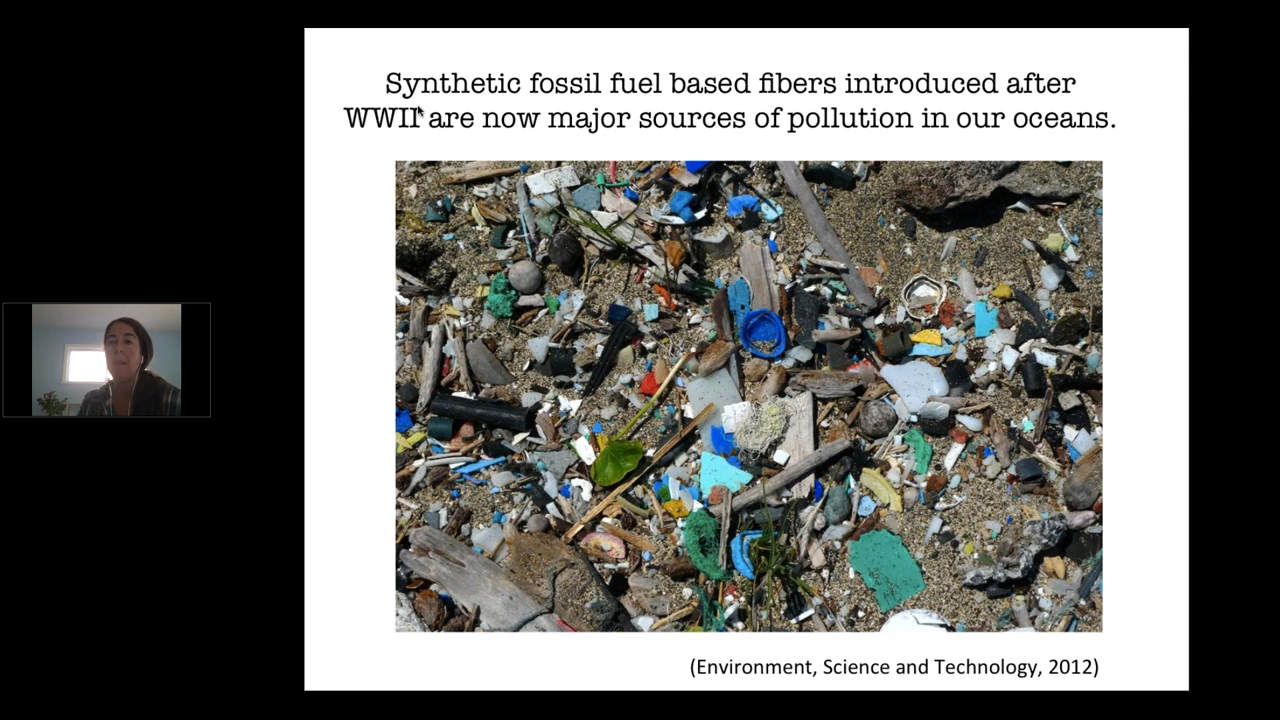 Synthetic fossil fuel based fibers introduced after
WWII are now major sources of pollution in our oceans.
(Environment, Science and Technology, 2012)